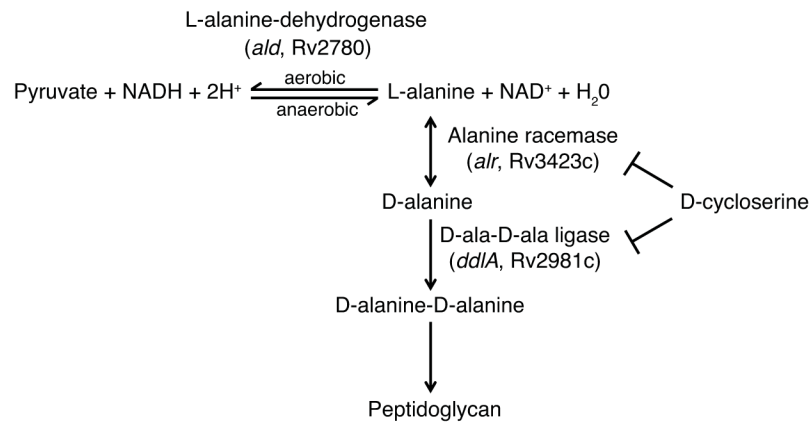 L-alanine-dehydrogenase
(ald, Rv2780)
aerobic
Pyruvate + NADH + 2H⁺
L-alanine + NAD⁺ + H₂0
anaerobic
Alanine racemase
(alr, Rv3423c)
D-alanine
D-cycloserine
D-ala-D-ala ligase
(ddlA, Rv2981c)
D-alanine-D-alanine
Peptidoglycan